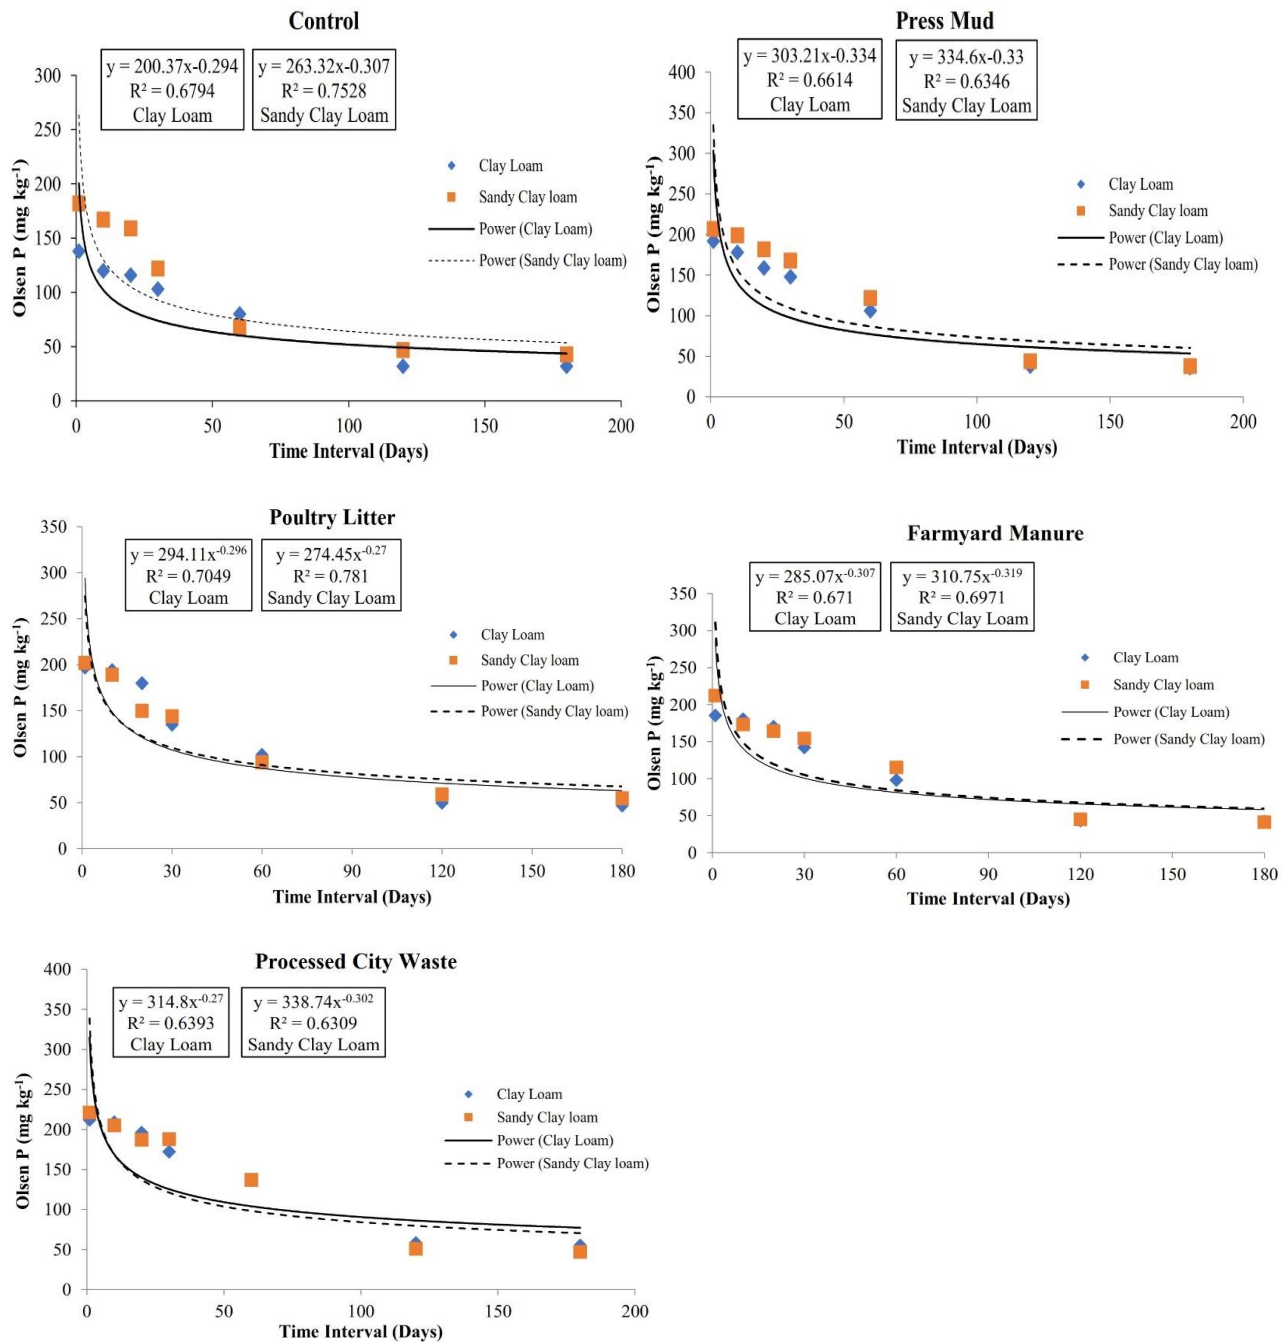 Control
y = 200.37x-0.294
R² = 0.6794
Clay Loam
y = 263.32x-0.307
R² = 0.7528
Sandy Clay Loam
300
250
200
150
100
50
0
Olsen P (mg kg⁻¹)
Clay Loam
Sandy Clay loam
Power (Clay Loam)
Power (Sandy Clay loam)
0 50 100 150 200
Time Interval (Days)
Press Mud
y = 303.21x-0.334
R² = 0.6614
Clay Loam
y = 334.6x-0.33
R² = 0.6346
Sandy Clay Loam
400
350
300
250
200
150
100
50
0
Olsen P (mg kg⁻¹)
Clay Loam
Sandy Clay loam
Power (Clay Loam)
Power (Sandy Clay loam)
0 50 100 150 200
Time Interval (Days)
Poultry Litter
y = 294.11x⁻⁰·²⁹⁶
R² = 0.7049
Clay Loam
y = 274.45x⁻⁰·²⁷
R² = 0.781
Sandy Clay Loam
350
300
250
200
150
100
50
0
Olsen P (mg kg⁻¹)
Clay Loam
Sandy Clay loam
Power (Clay Loam)
Power (Sandy Clay loam)
0 30 60 90 120 150 180
Time Interval (Days)
Farmyard Manure
y = 285.07x⁻⁰·³⁰⁷
R² = 0.671
Clay Loam
y = 310.75x⁻⁰·³¹⁹
R² = 0.6971
Sandy Clay Loam
350
300
250
200
150
100
50
0
Olsen P (mg kg⁻¹)
Clay Loam
Sandy Clay loam
Power (Clay Loam)
Power (Sandy Clay loam)
0 30 60 90 120 150 180
Time Interval (Days)
Processed City Waste
y = 314.8x⁻⁰·²⁷
R² = 0.6393
Clay Loam
y = 338.74x⁻⁰·³⁰²
R² = 0.6309
Sandy Clay Loam
400
350
300
250
200
150
100
50
0
Olsen P (mg kg⁻¹)
Clay Loam
Sandy Clay loam
Power (Clay Loam)
Power (Sandy Clay loam)
0 50 100 150 200
Time Interval (Days)